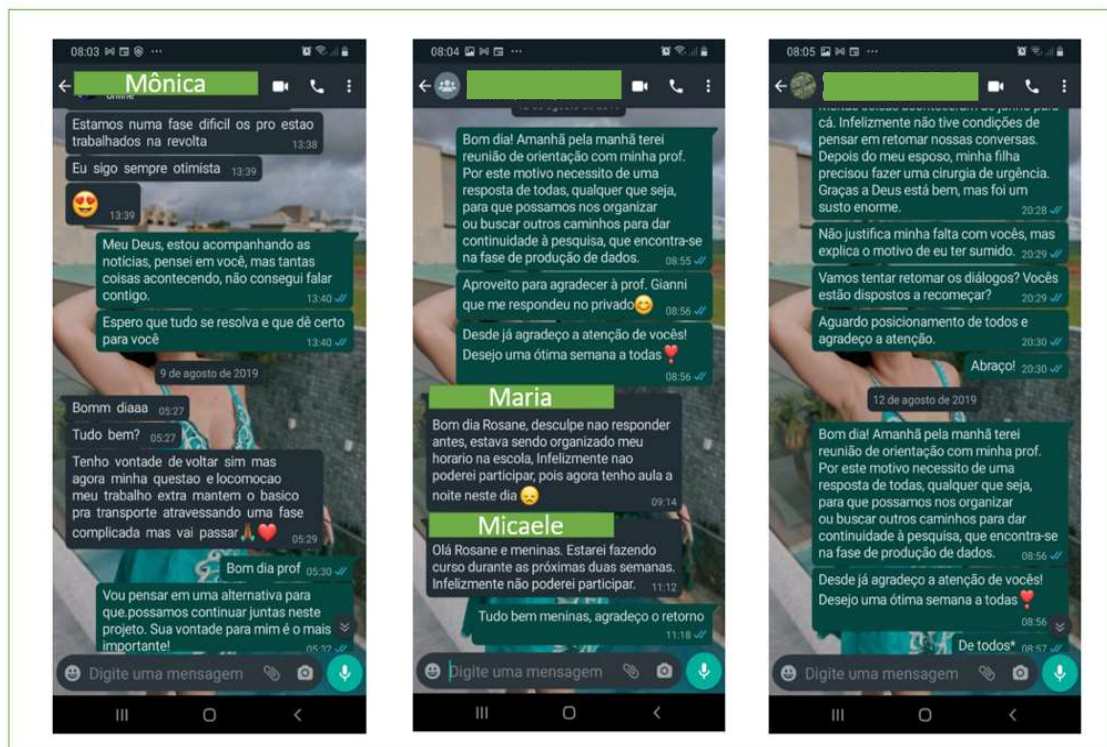 08:03
Mônica
online
Estamos numa fase dificil os pro estao
trabalhados na revolta 13:38
Eu sigo sempre otimista 13:39
13:39
Meu Deus, estou acompanhando as
notícias, pensei em você, mas tantas
coisas acontecendo, não consegui falar
contigo. 13:40
Espero que tudo se resolva e que dê certo
para você 13:40
9 de agosto de 2019
Bomm diaaa 05:27
Tudo bem? 05:27
Tenho vontade de voltar sim mas
agora minha questao e locomocao
meu trabalho extra mantem o basico
pra transporte atravessando uma fase
complicada mas vai passar🙏🏾❤️ 05:29
Bom dia prof 05:30
Vou pensar em uma alternativa para
que.possamos continuar juntas neste
projeto. Sua vontade para mim é o mais
importante! 05:32
Digite uma mensagem
08:04
12 de agosto de 2019
Bom dia! Amanhã pela manhã terei
reunião de orientação com minha prof.
Por este motivo necessito de uma
resposta de todas, qualquer que seja,
para que possamos nos organizar
ou buscar outros caminhos para dar
continuidade à pesquisa, que encontra-se
na fase de produção de dados. 08:55
Aproveito para agradecer à prof. Gianni
que me respondeu no privado😊 08:56
Desde já agradeço a atenção de vocês!
Desejo uma ótima semana a todas❣️
08:56
Maria
Bom dia Rosane, desculpe nao responder
antes, estava sendo organizado meu
horario na escola, Infelizmente nao
poderei participar, pois agora tenho aula a
noite neste dia😞 09:14
Micaele
Olá Rosane e meninas. Estarei fazendo
curso durante as próximas duas semanas.
Infelizmente não poderei participar. 11:12
Tudo bem meninas, agradeço o retorno
11:18
Digite uma mensagem
08:05
Muitas coisas aconteceram de junho para
cá. Infelizmente não tive condições de
pensar em retomar nossas conversas.
Depois do meu esposo, minha filha
precisou fazer uma cirurgia de urgência.
Graças a Deus está bem, mas foi um
susto enorme. 20:28
Não justifica minha falta com vocês, mas
explica o motivo de eu ter sumido. 20:29
Vamos tentar retomar os diálogos? Vocês
estão dispostos a recomeçar? 20:29
Aguardo posicionamento de todos e
agradeço a atenção. 20:30
Abraço! 20:30
12 de agosto de 2019
Bom dia! Amanhã pela manhã terei
reunião de orientação com minha prof.
Por este motivo necessito de uma
resposta de todas, qualquer que seja,
para que possamos nos organizar
ou buscar outros caminhos para dar
continuidade à pesquisa, que encontra-se
na fase de produção de dados. 08:56
Desde já agradeço a atenção de vocês!
Desejo uma ótima semana a todas❣️
08:56
De todos* 08:57
Digite uma mensagem